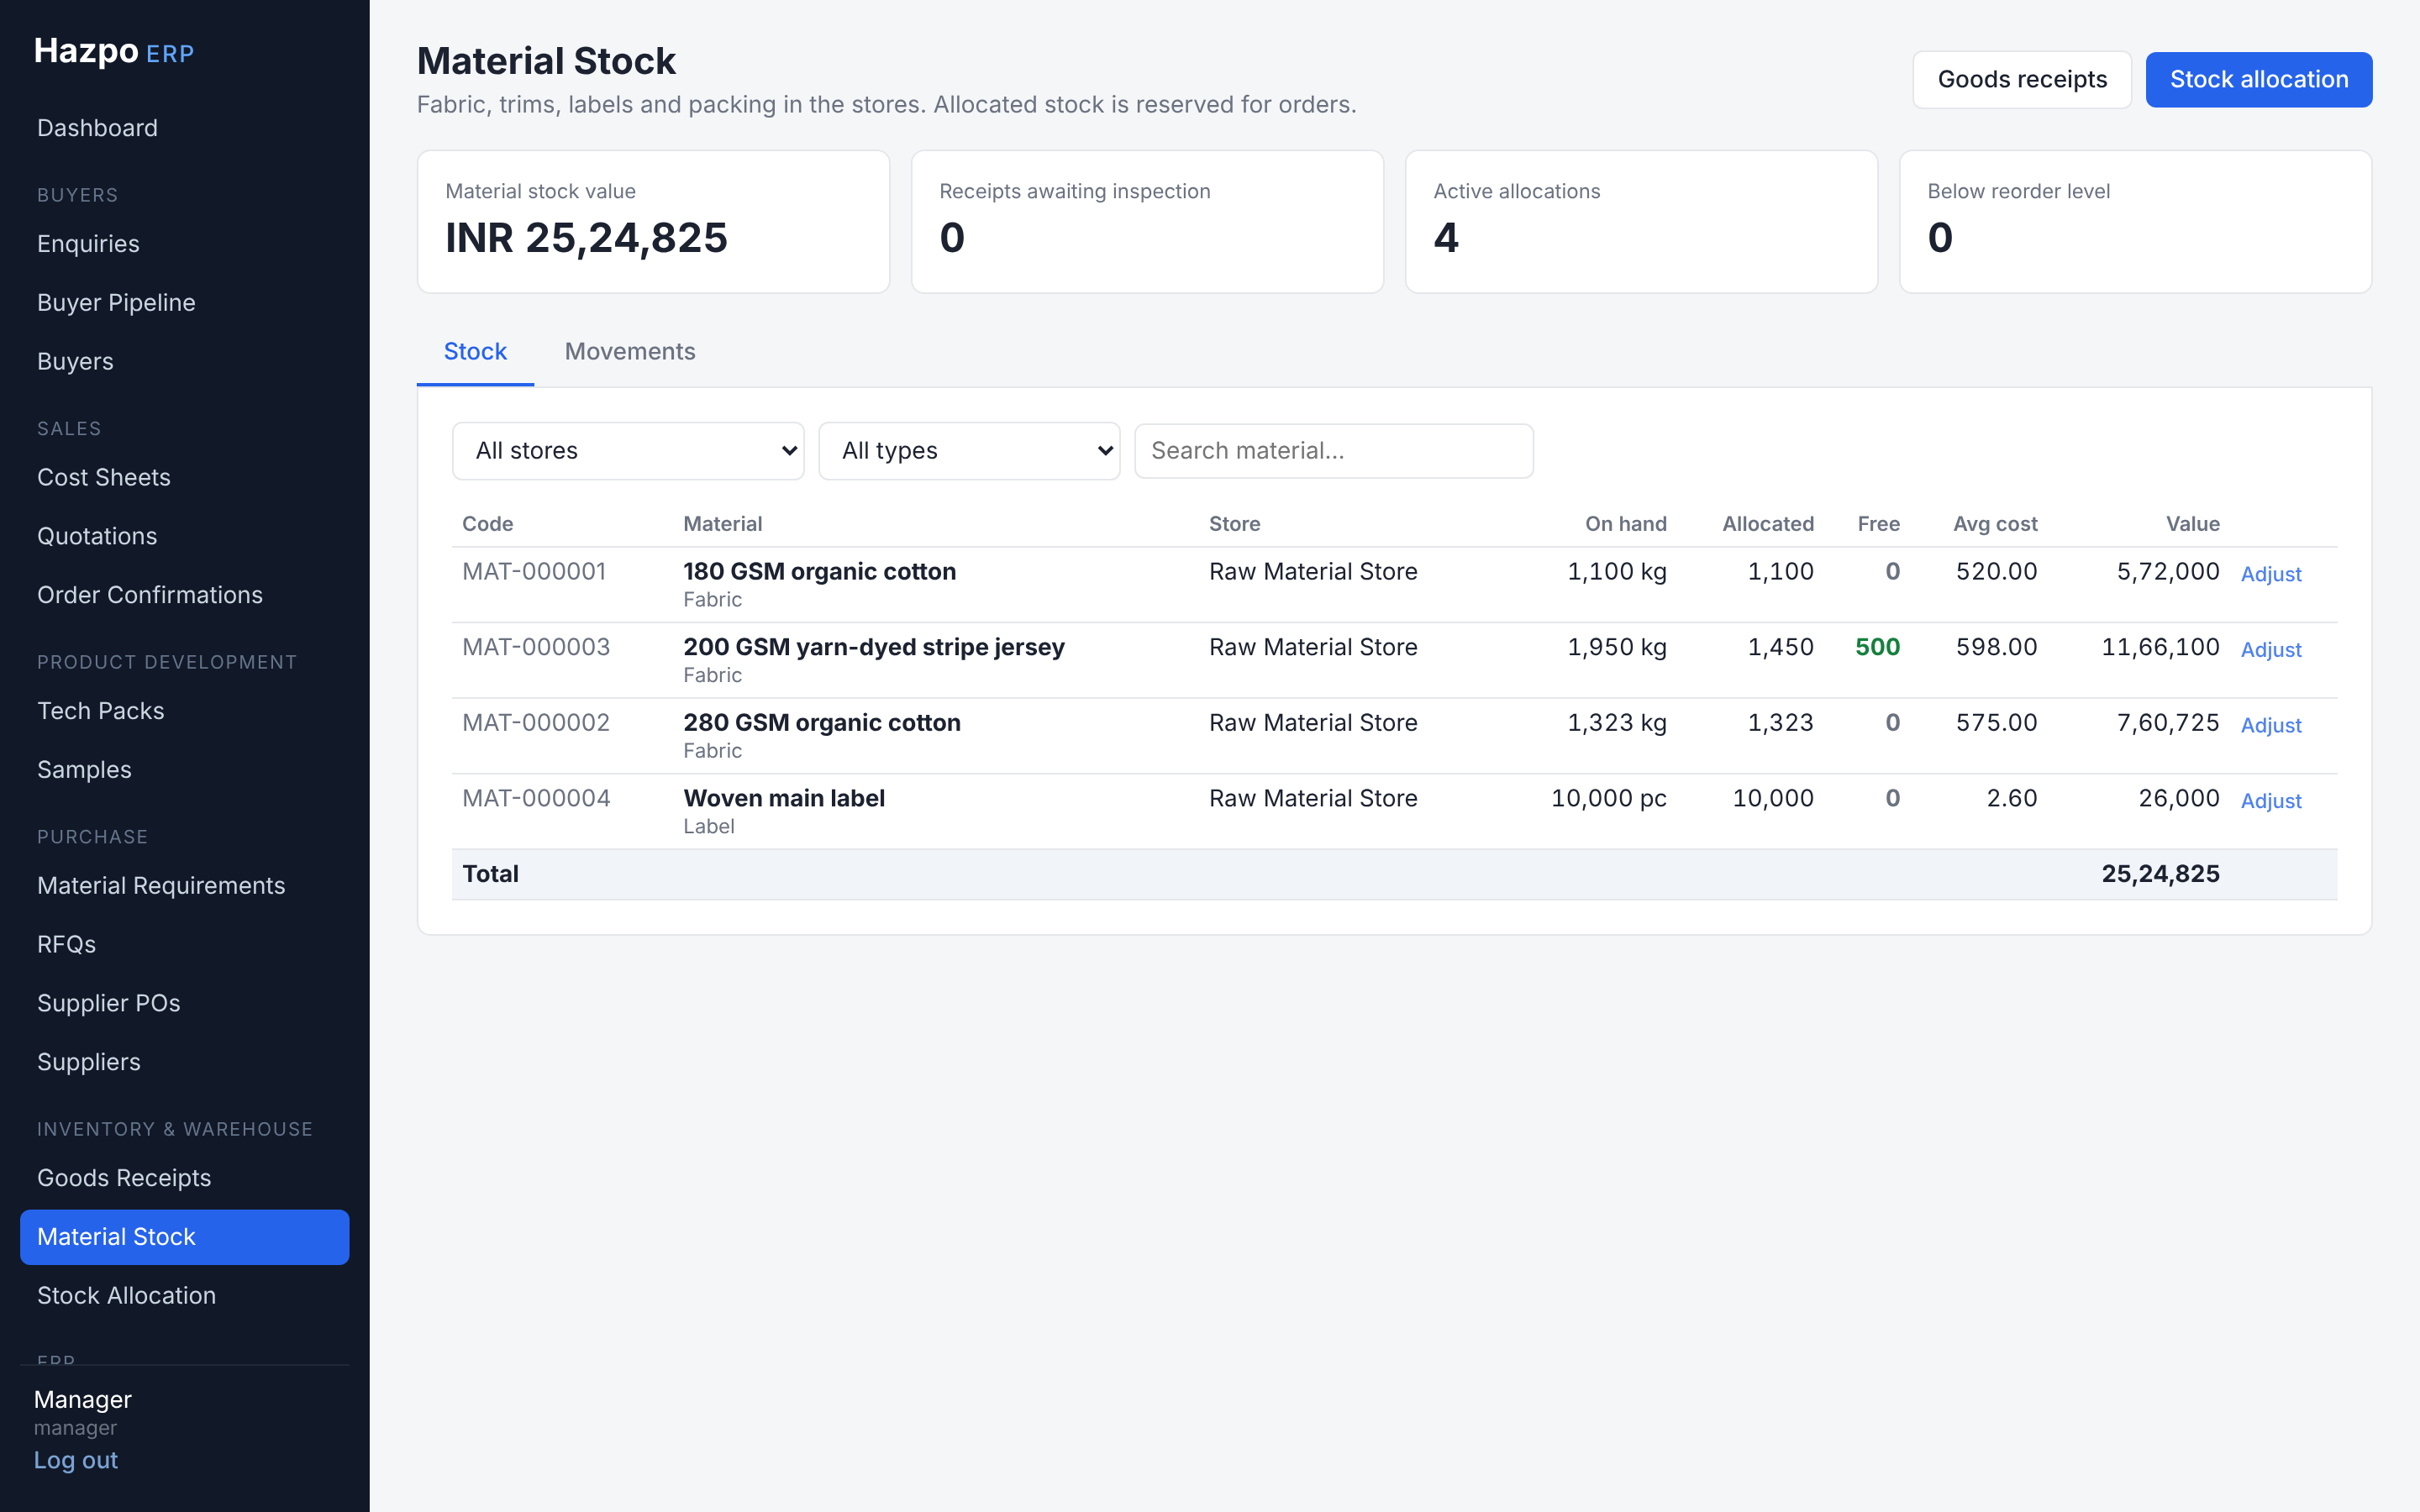 Hazpo ERP
Dashboard
BUYERS
Enquiries
Buyer Pipeline
Buyers
SALES
Cost Sheets
Quotations
Order Confirmations
PRODUCT DEVELOPMENT
Tech Packs
Samples
PURCHASE
Material Requirements
RFQs
Supplier POs
Suppliers
INVENTORY & WAREHOUSE
Goods Receipts
Material Stock
Stock Allocation
ERP
Manager
manager
Log out
Material Stock
Fabric, trims, labels and packing in the stores. Allocated stock is reserved for orders.
Goods receipts
Stock allocation
Material stock value
INR 25,24,825
Receipts awaiting inspection
0
Active allocations
4
Below reorder level
0
Stock Movements
All stores All types Search material...
Code Material Store On hand Allocated Free Avg cost Value
MAT-000001 180 GSM organic cotton Raw Material Store 1,100 kg 1,100 0 520.00 5,72,000 Adjust
Fabric
MAT-000003 200 GSM yarn-dyed stripe jersey Raw Material Store 1,950 kg 1,450 500 598.00 11,66,100 Adjust
Fabric
MAT-000002 280 GSM organic cotton Raw Material Store 1,323 kg 1,323 0 575.00 7,60,725 Adjust
Fabric
MAT-000004 Woven main label Raw Material Store 10,000 pc 10,000 0 2.60 26,000 Adjust
Label
Total 25,24,825